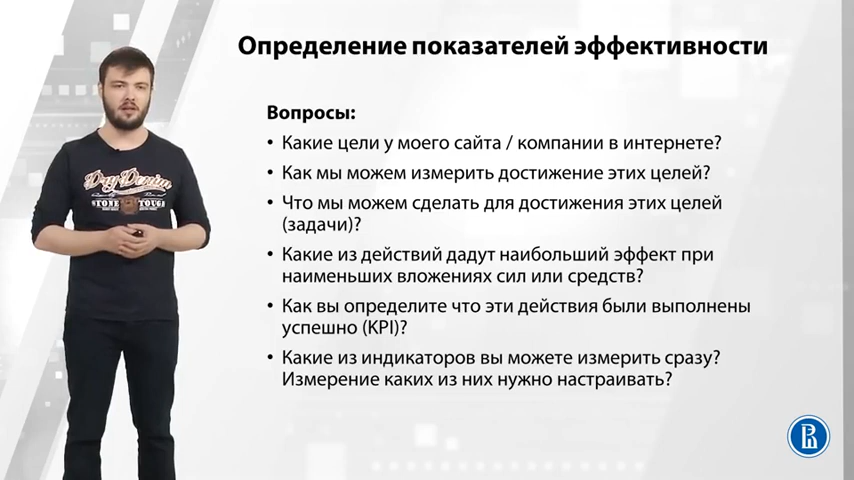 Определение показателей эффективности
Вопросы:
• Какие цели у моего сайта / компании в интернете?
• Как мы можем измерить достижение этих целей?
• Что мы можем сделать для достижения этих целей
(задачи)?
• Какие из действий дадут наибольший эффект при
наименьших вложениях сил или средств?
• Как вы определите что эти действия были выполнены
успешно (KPI)?
• Какие из индикаторов вы можете измерить сразу?
Измерение каких из них нужно настраивать?
Dry Denim
STONE TOUGH